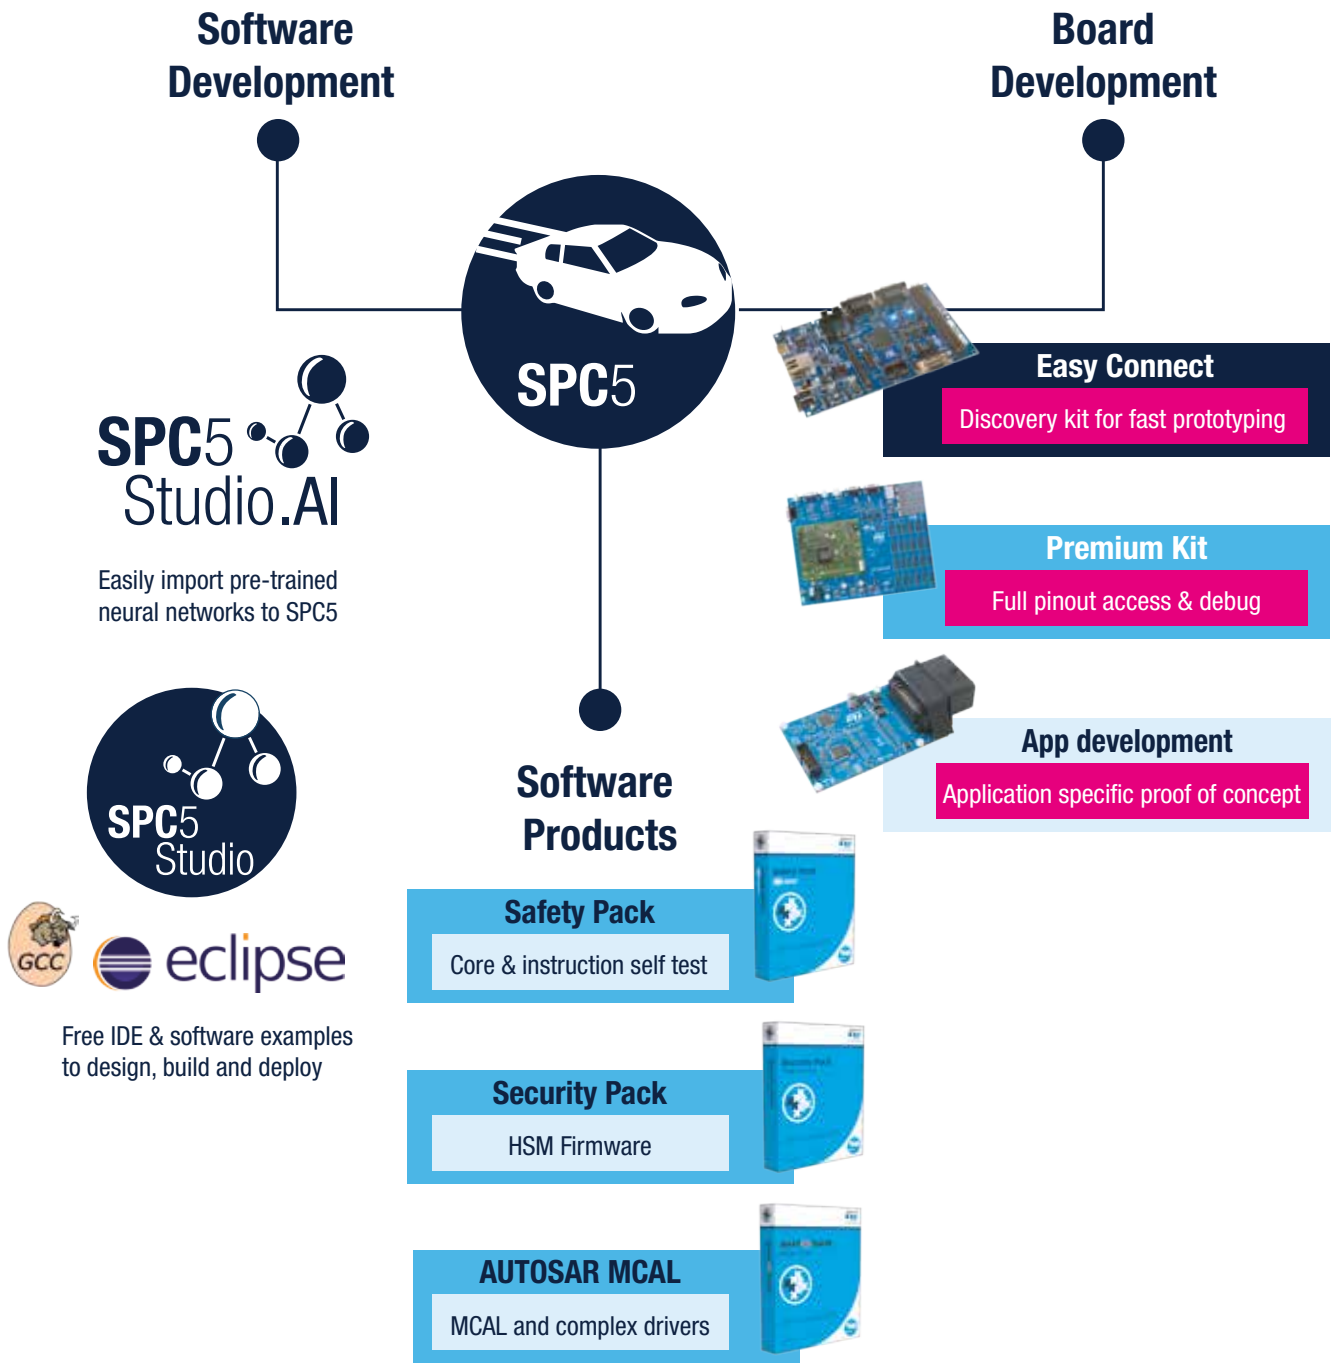 Software
Development
Board
Development
SPC5
SPC5
Studio.AI
Easily import pre-trained
neural networks to SPC5
SPC5
Studio
GCC
eclipse
Free IDE & software examples
to design, build and deploy
Software
Products
Safety Pack
Core & instruction self test
Security Pack
HSM Firmware
AUTOSAR MCAL
MCAL and complex drivers
Easy Connect
Discovery kit for fast prototyping
Premium Kit
Full pinout access & debug
App development
Application specific proof of concept